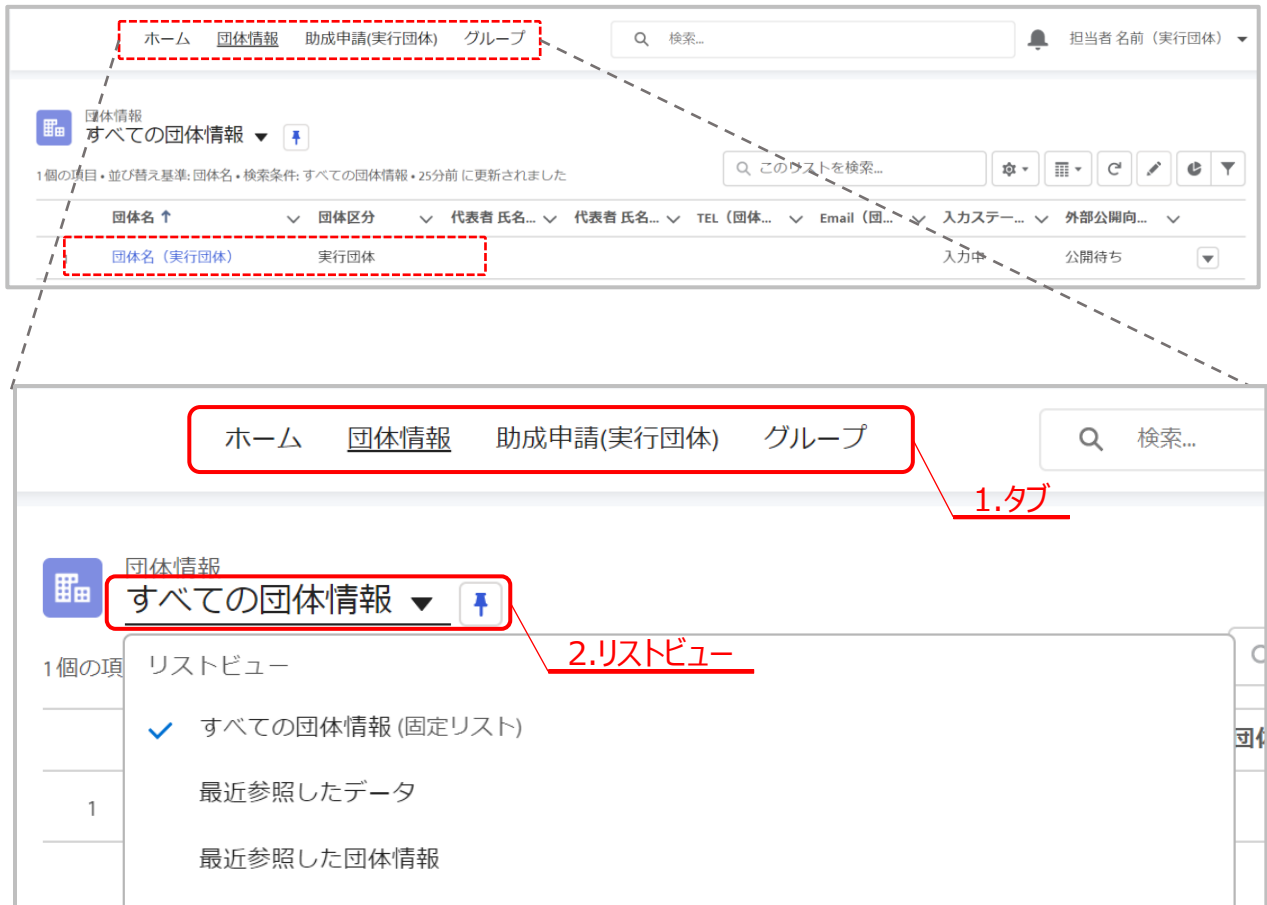 ホーム 団体情報 助成申請(実行団体) グループ 検索... 担当者 名前（実行団体）
団体情報
すべての団体情報
1個の項目 • 並び替え基準: 団体名 • 検索条件: すべての団体情報 • 25分前 に更新されました
このリストを検索...
団体名 ↑ 団体区分 代表者 氏名... 代表者 氏名... TEL（団体... Email（団... 入力ステー... 外部公開向...
団体名（実行団体） 実行団体 入力中 公開待ち
ホーム 団体情報 助成申請(実行団体) グループ 検索...
1.タブ
団体情報
すべての団体情報
2.リストビュー
1個の項 リストビュー
すべての団体情報 (固定リスト)
団体
最近参照したデータ
1
最近参照した団体情報